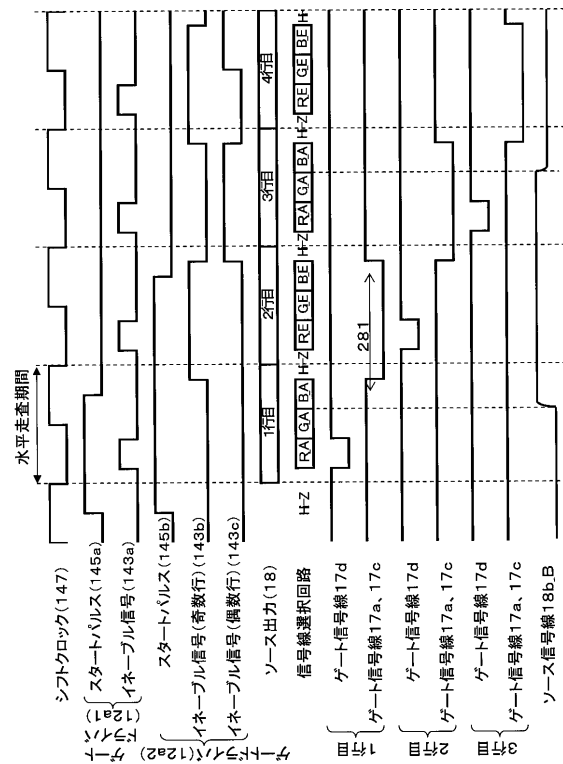 水平走査期間
シフトクロック(147)
スタートパルス(145a)
イネーブル信号(143a)
ゲートドライバ(12a1)
スタートパルス(145b)
イネーブル信号(奇数行)(143b)
イネーブル信号(偶数行)(143c)
ゲートドライバ(12a2)
ソース出力(18)
1行目 2行目 3行目 4行目
信号線選択回路
H-Z RA GA BA H-Z RE GE BE H-Z RA GA BA H-Z RE GE BE H-
ゲート信号線17d
ゲート信号線17a、17c
1行目
281
ゲート信号線17d
ゲート信号線17a、17c
2行目
ゲート信号線17d
ゲート信号線17a、17c
3行目
ソース信号線18b_B